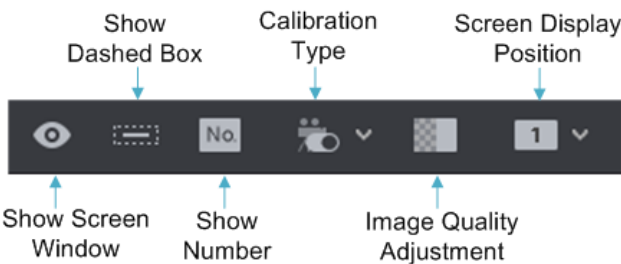 Show
Dashed Box
Calibration
Type
Screen Display
Position
No.
1
Show Screen
Window
Show
Number
Image Quality
Adjustment